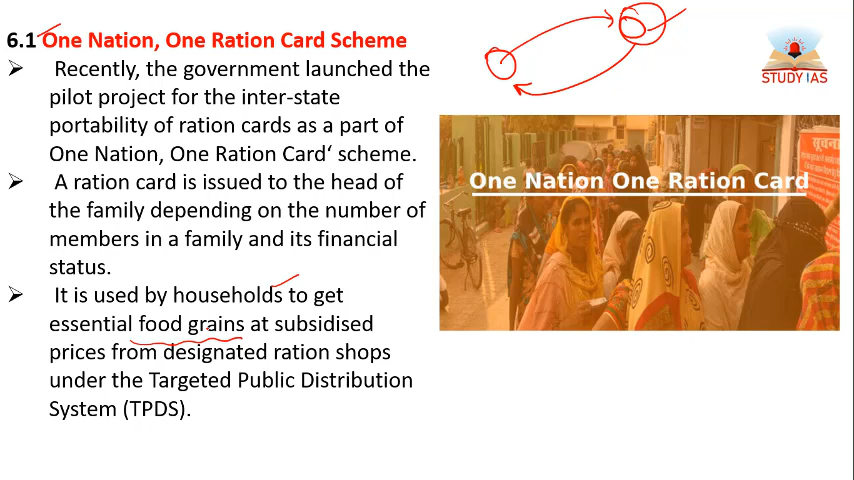 6.1 One Nation, One Ration Card Scheme
➢ Recently, the government launched the
pilot project for the inter-state
portability of ration cards as a part of
One Nation, One Ration Card‘ scheme.
➢ A ration card is issued to the head of
the family depending on the number of
members in a family and its financial
status.
➢ It is used by households to get
essential food grains at subsidised
prices from designated ration shops
under the Targeted Public Distribution
System (TPDS).
STUDY IAS
One Nation One Ration Card
सूचना